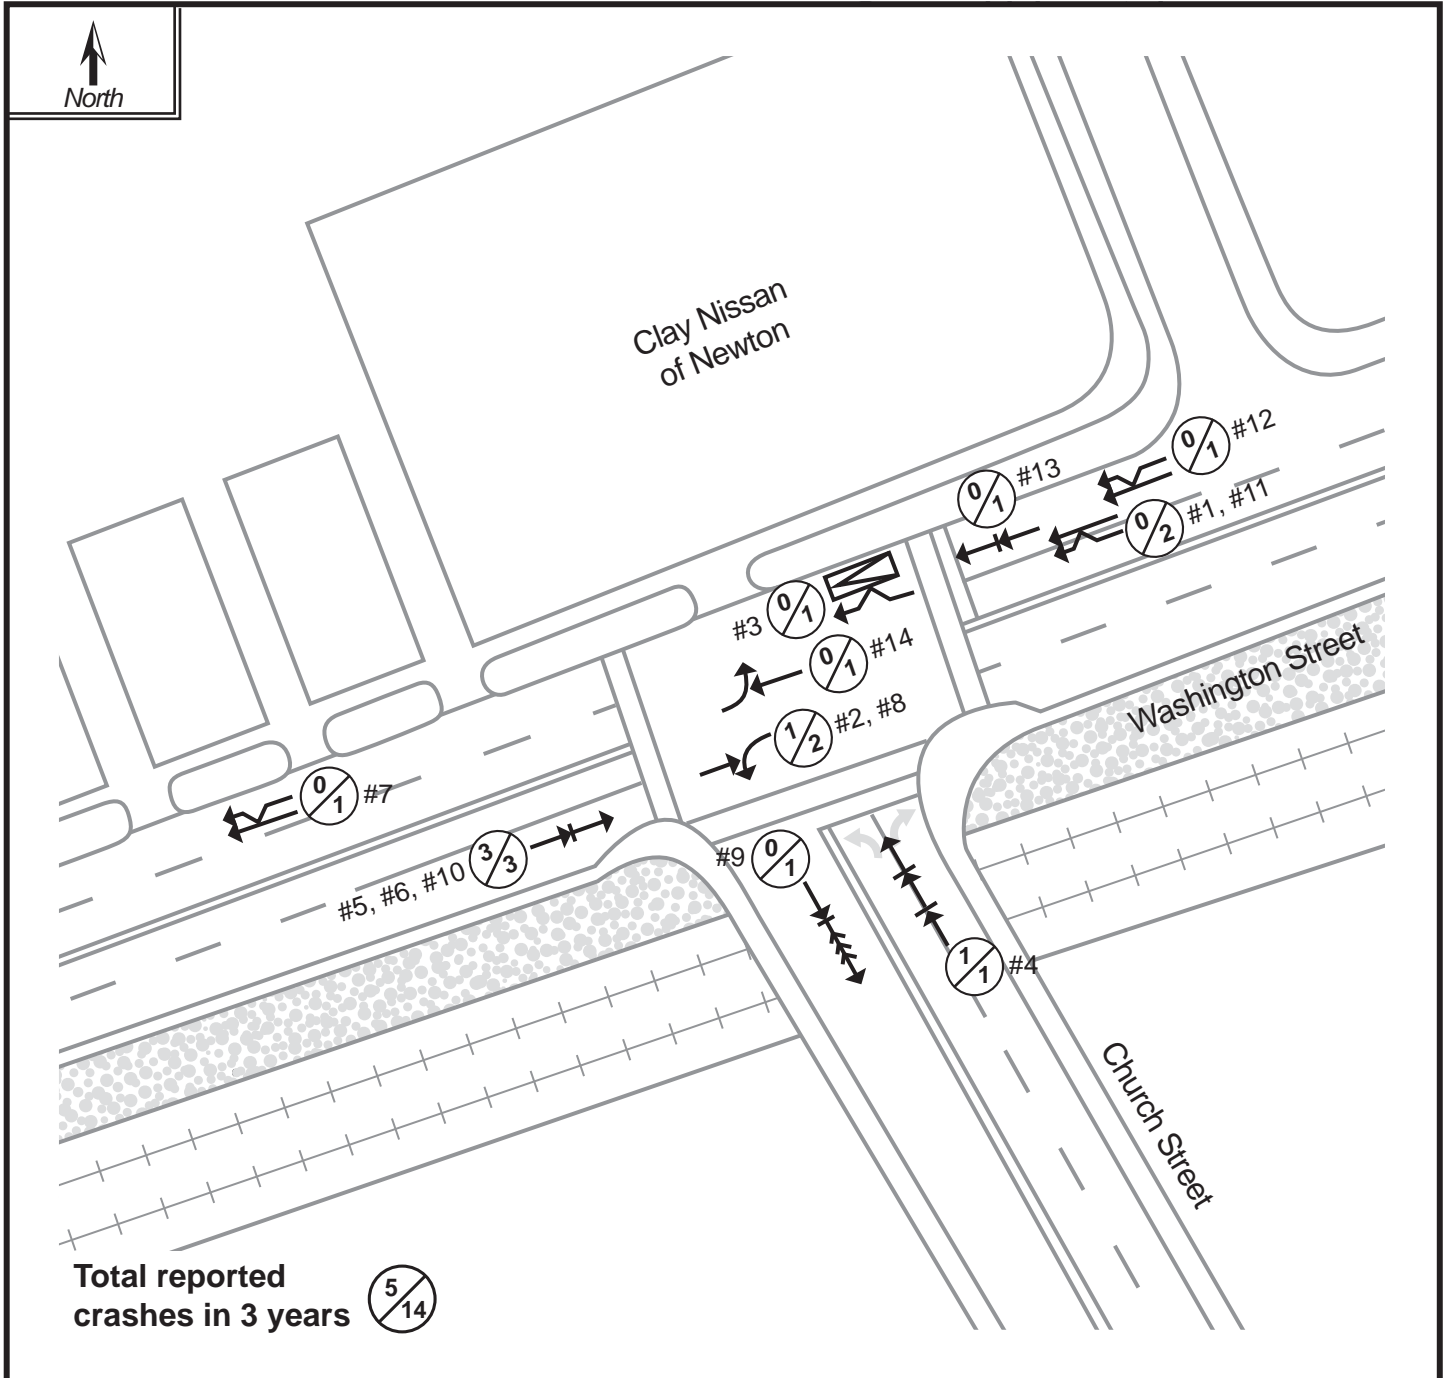 North
Clay Nissan
of Newton
0/1 #12
0/1 #13
0/2 #1, #11
#3 0/1
0/1 #14
Washington Street
1/2 #2, #8
0/1 #7
#5, #6, #10 3/3
#9 0/1
1/1 #4
Church Street
Total reported
crashes in 3 years 5/14